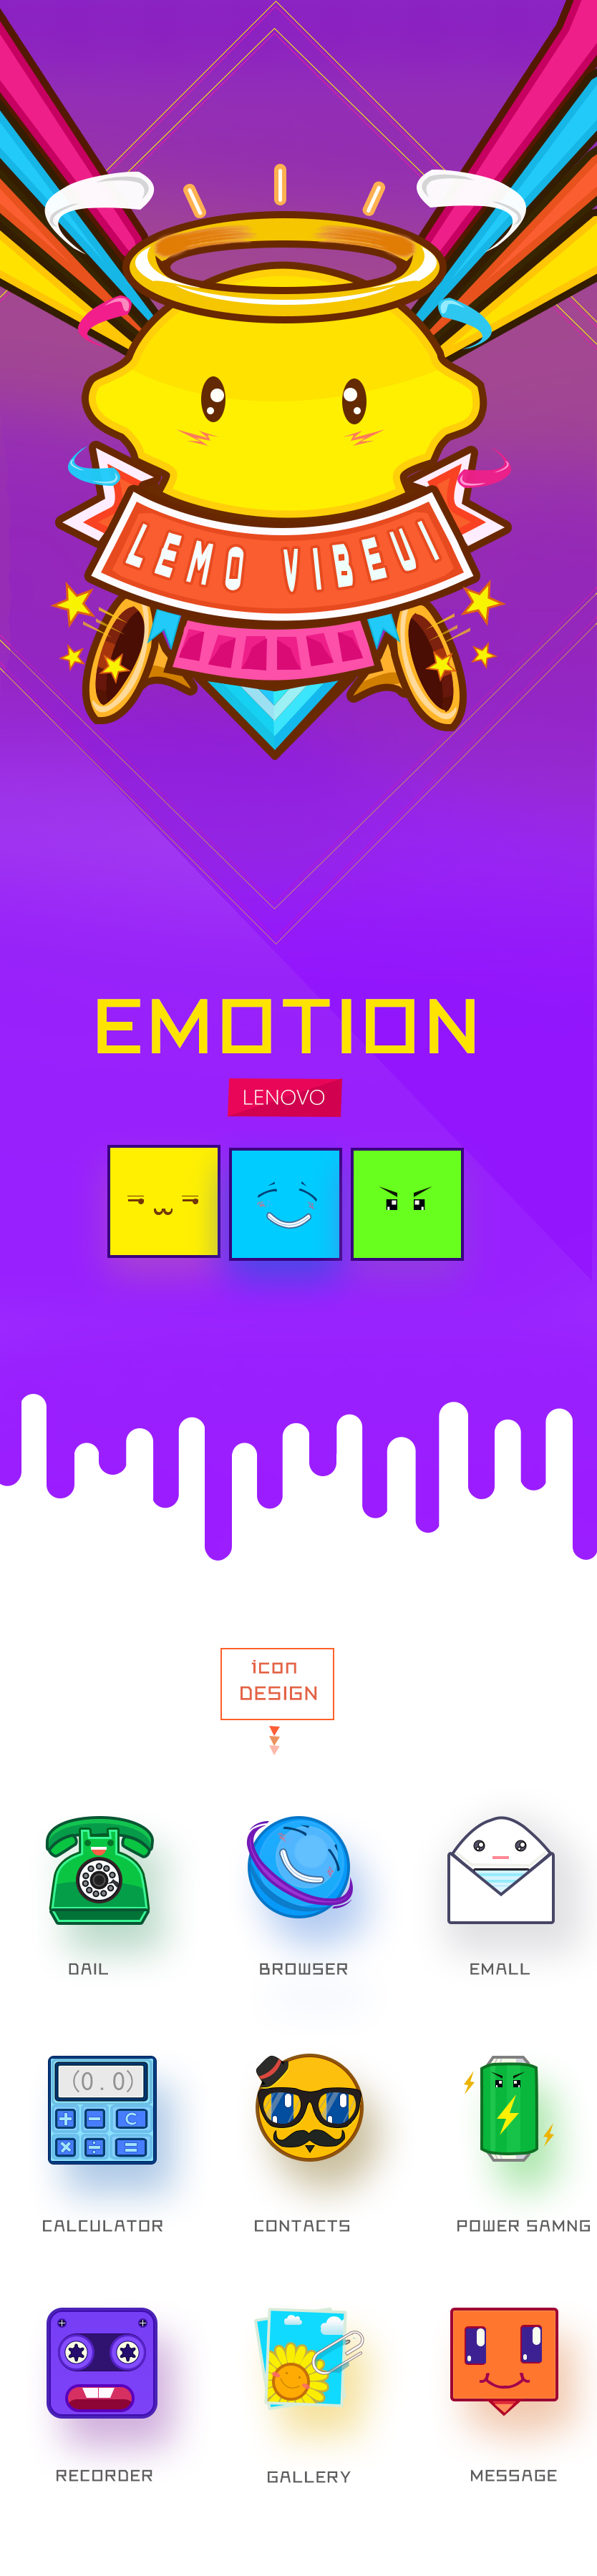 LEMO VIBEUI
EMOTION
LENOVO
icon
DESIGN
DAIL
BROWSER
EMALL
(0.0)
C
CALCULATOR
CONTACTS
POWER SAMNG
RECORDER
GALLERY
MESSAGE